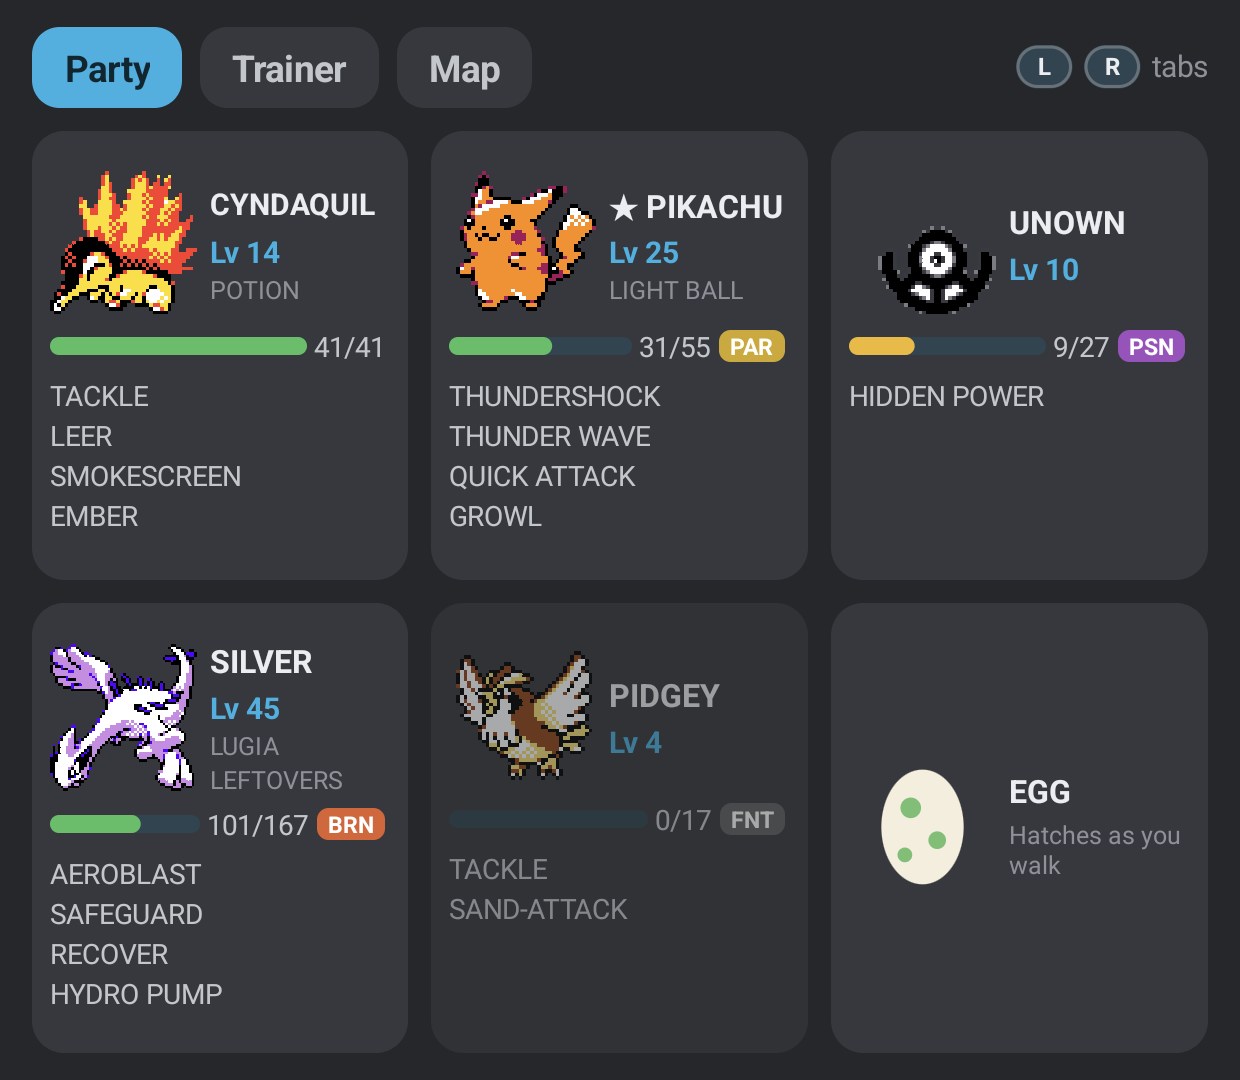 Party Trainer Map L R tabs
CYNDAQUIL
Lv 14
POTION
41/41
TACKLE
LEER
SMOKESCREEN
EMBER
★ PIKACHU
Lv 25
LIGHT BALL
31/55 PAR
THUNDERSHOCK
THUNDER WAVE
QUICK ATTACK
GROWL
UNOWN
Lv 10
9/27 PSN
HIDDEN POWER
SILVER
Lv 45
LUGIA
LEFTOVERS
101/167 BRN
AEROBLAST
SAFEGUARD
RECOVER
HYDRO PUMP
PIDGEY
Lv 4
0/17 FNT
TACKLE
SAND-ATTACK
EGG
Hatches as you
walk